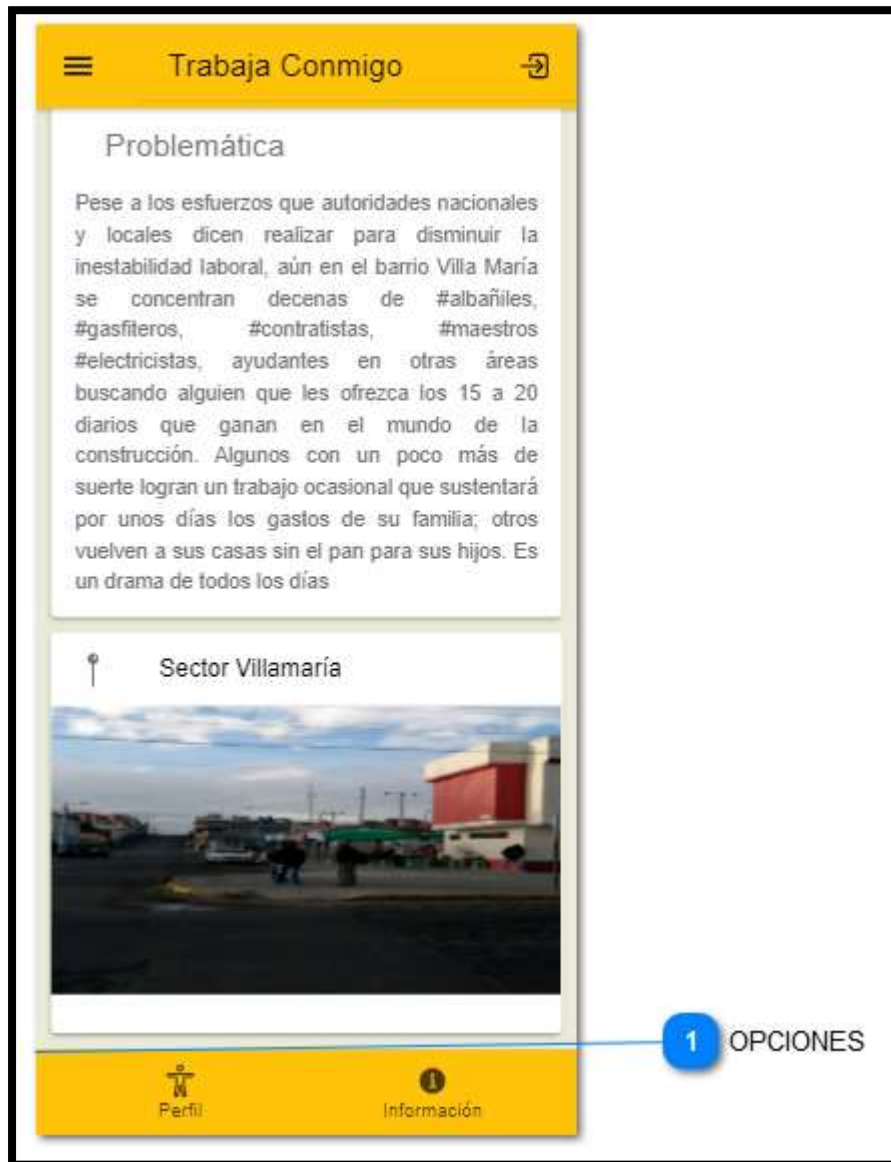 Trabaja Conmigo
Problemática
Pese a los esfuerzos que autoridades nacionales
y locales dicen realizar para disminuir la
inestabilidad laboral, aún en el barrio Villa María
se concentran decenas de #albañiles,
#gasfiteros, #contratistas, #maestros
#electricistas, ayudantes en otras áreas
buscando alguien que les ofrezca los 15 a 20
diarios que ganan en el mundo de la
construcción. Algunos con un poco más de
suerte logran un trabajo ocasional que sustentará
por unos días los gastos de su familia; otros
vuelven a sus casas sin el pan para sus hijos. Es
un drama de todos los días
Sector Villamaría
1 OPCIONES
Perfil Información